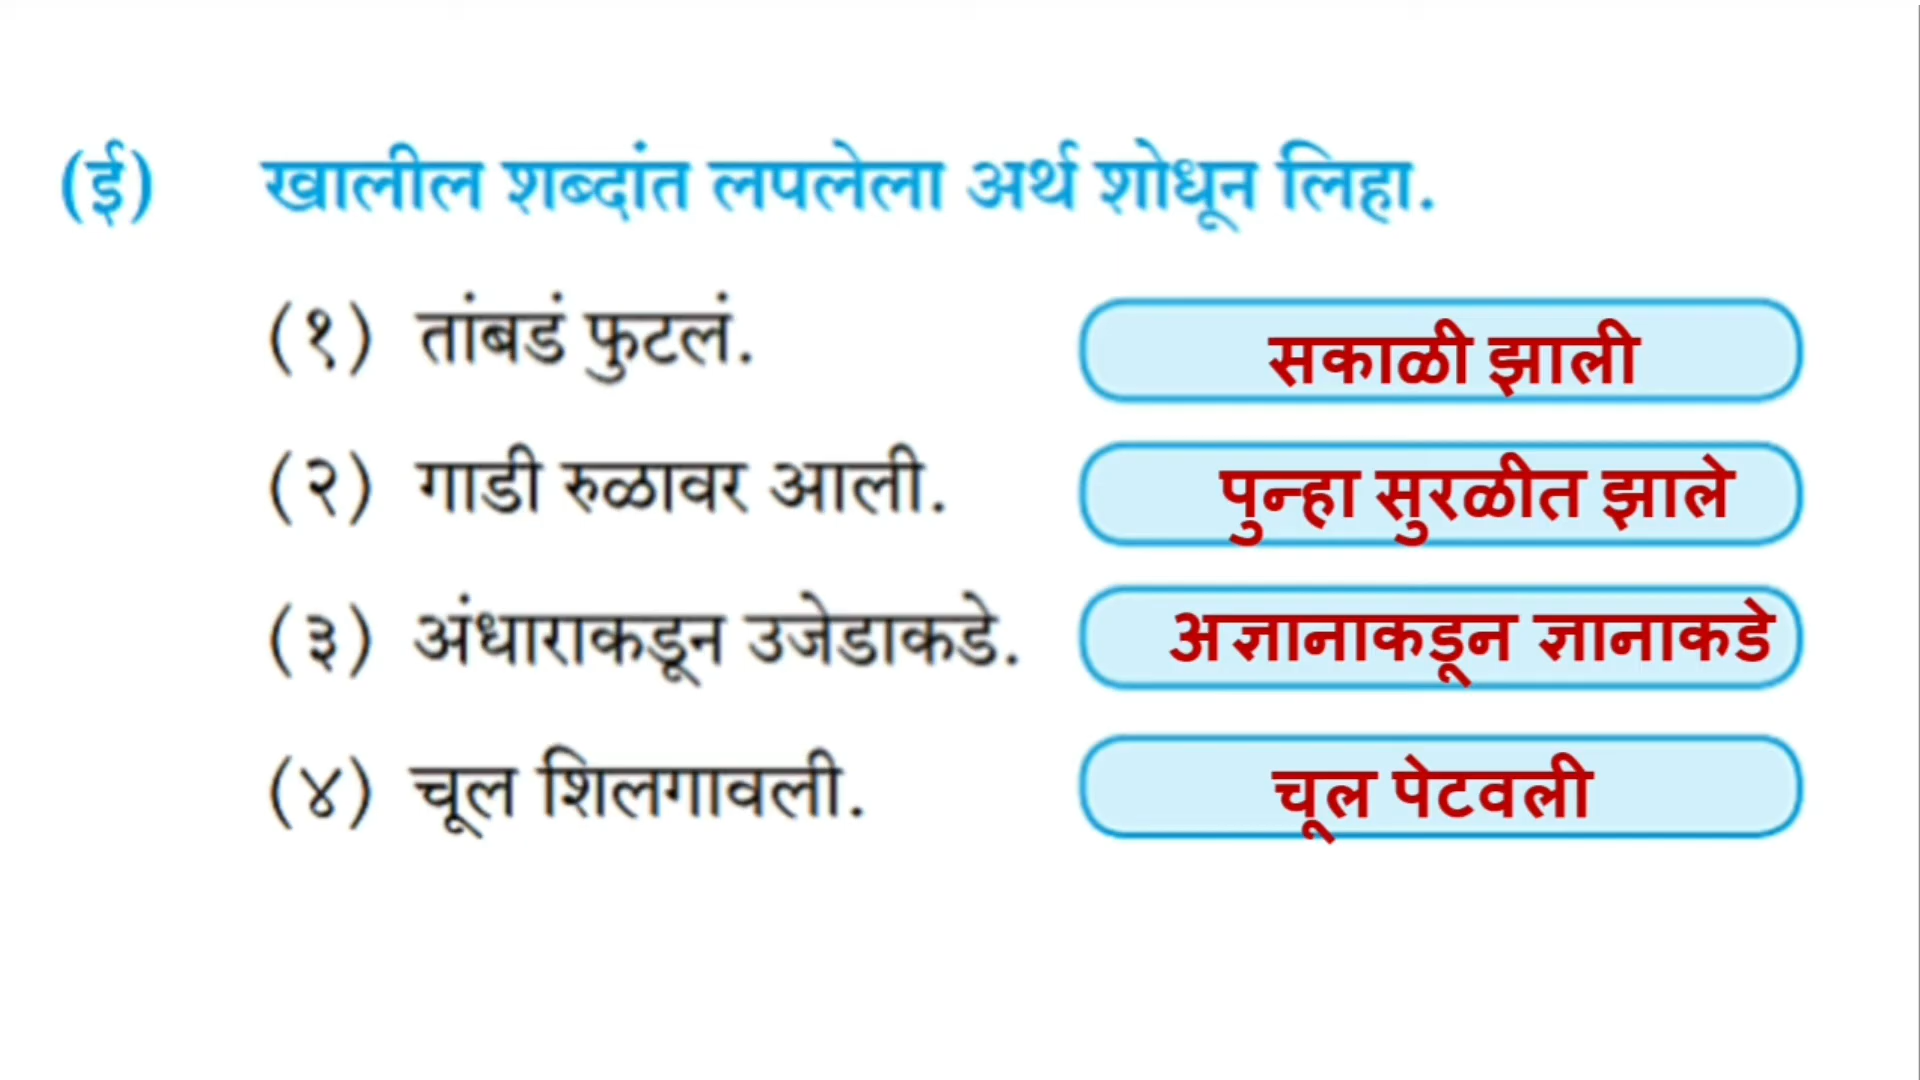 (ई) खालील शब्दांत लपलेला अर्थ शोधून लिहा.
(१) तांबडं फुटलं. सकाळी झाली
(२) गाडी रुळावर आली. पुन्हा सुरळीत झाले
(३) अंधाराकडून उजेडाकडे. अज्ञानाकडून ज्ञानाकडे
(४) चूल शिलगावली. चूल पेटवली